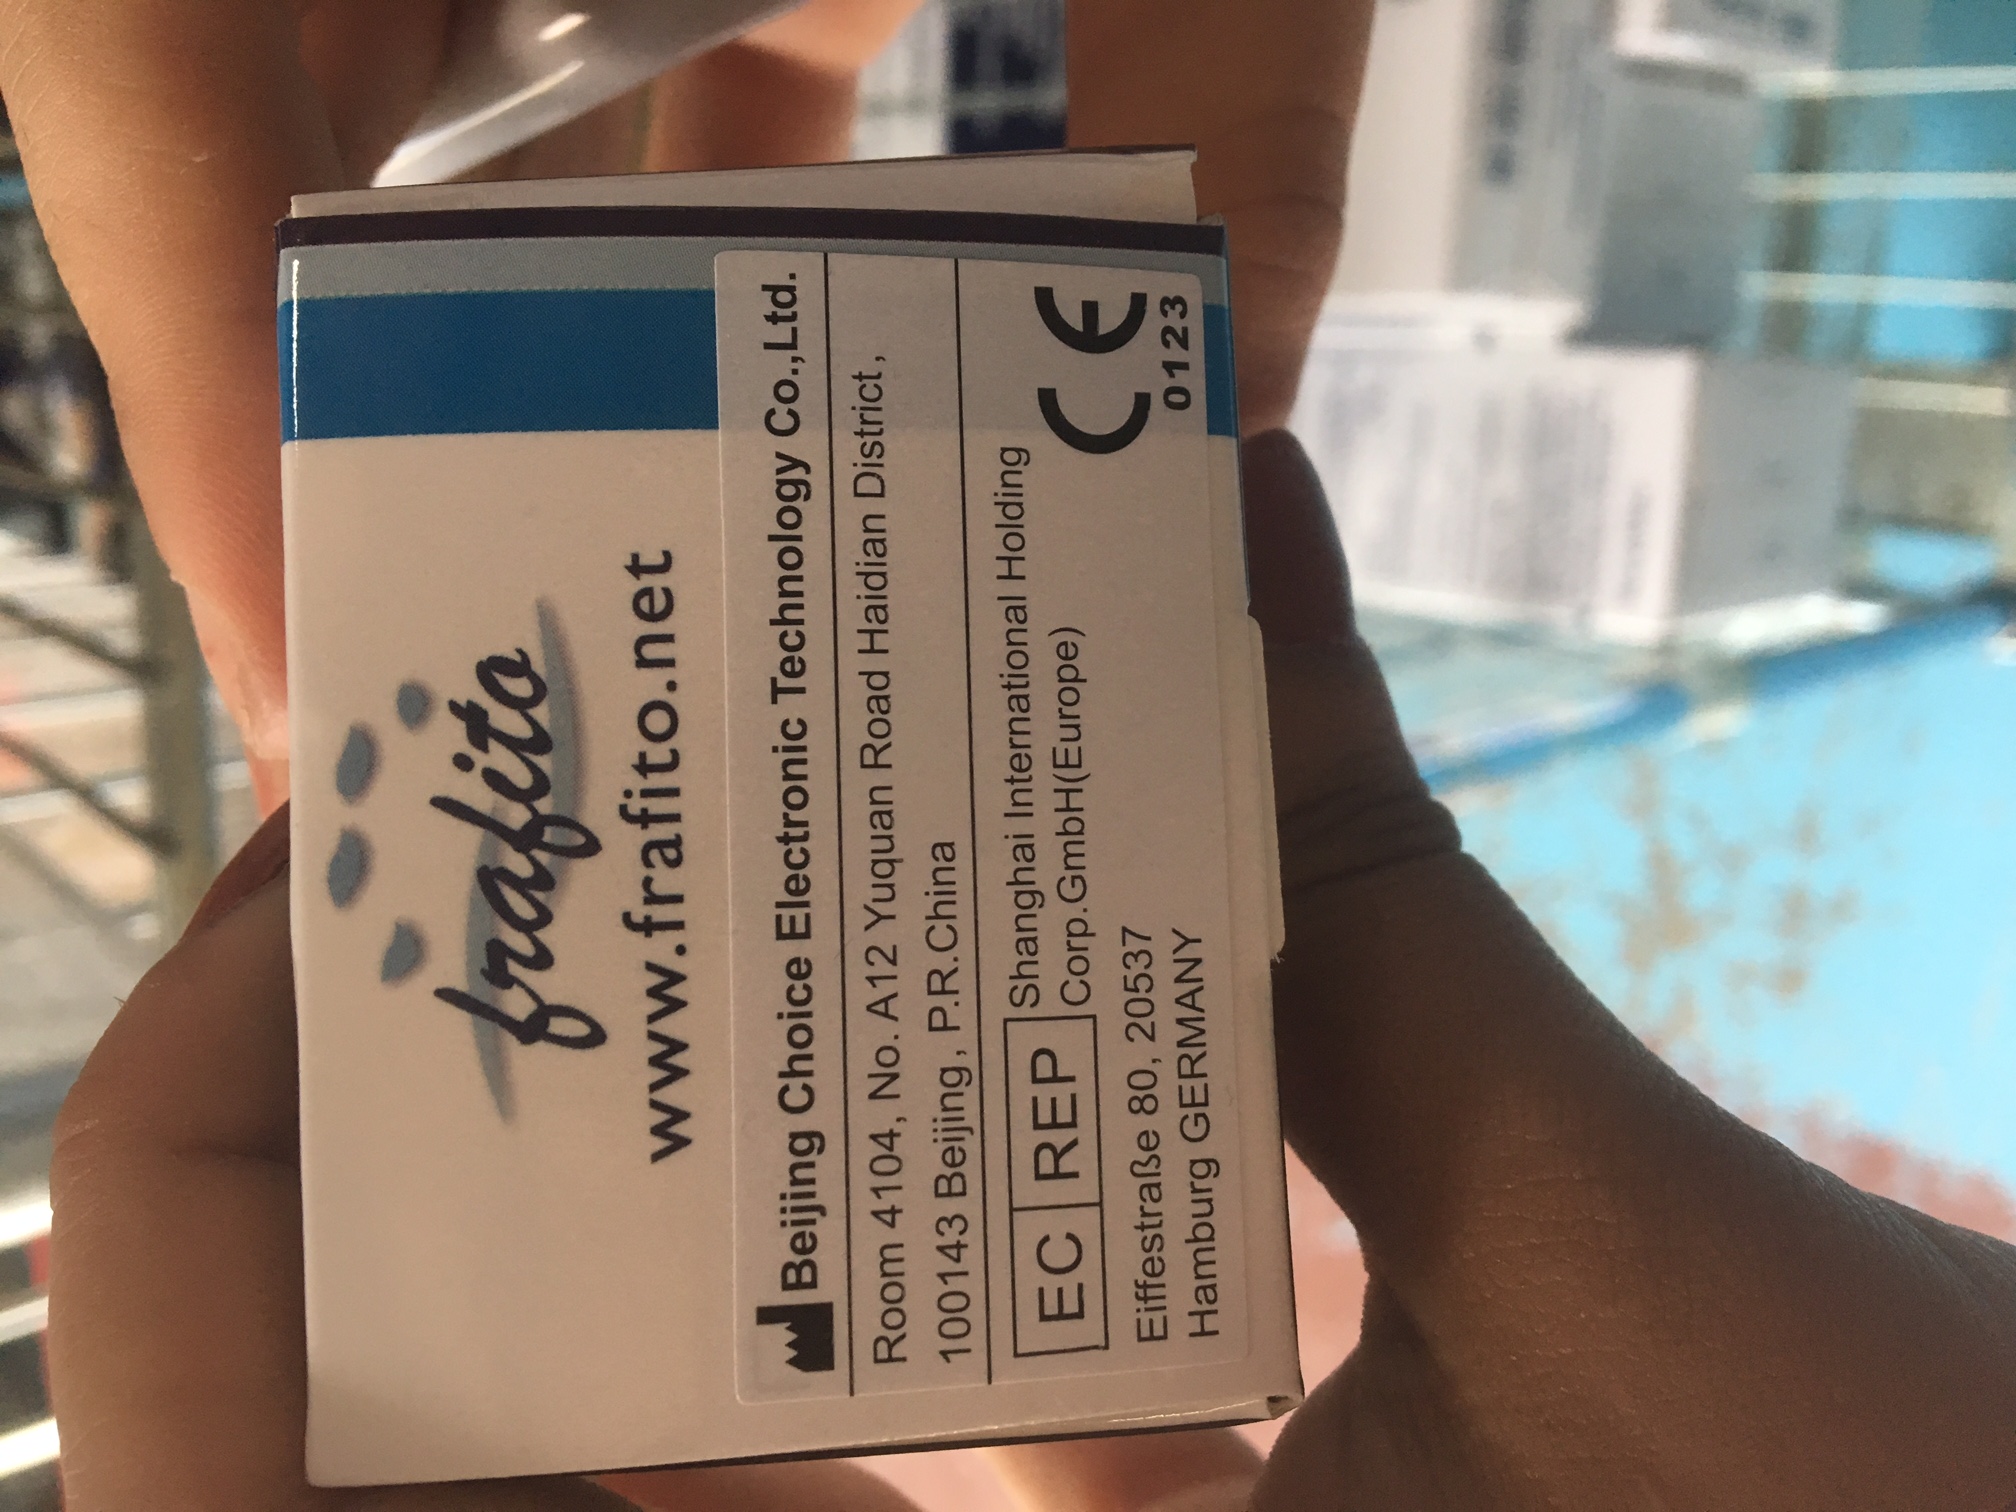 frafito
www.frafito.net
Beijing Choice Electronic Technology Co.,Ltd.
Room 4104, No. A12 Yuquan Road Haidian District,
100143 Beijing, P.R.China
EC REP Shanghai International Holding
Corp.GmbH(Europe)
Eiffestraße 80, 20537
Hamburg GERMANY
CE
0123